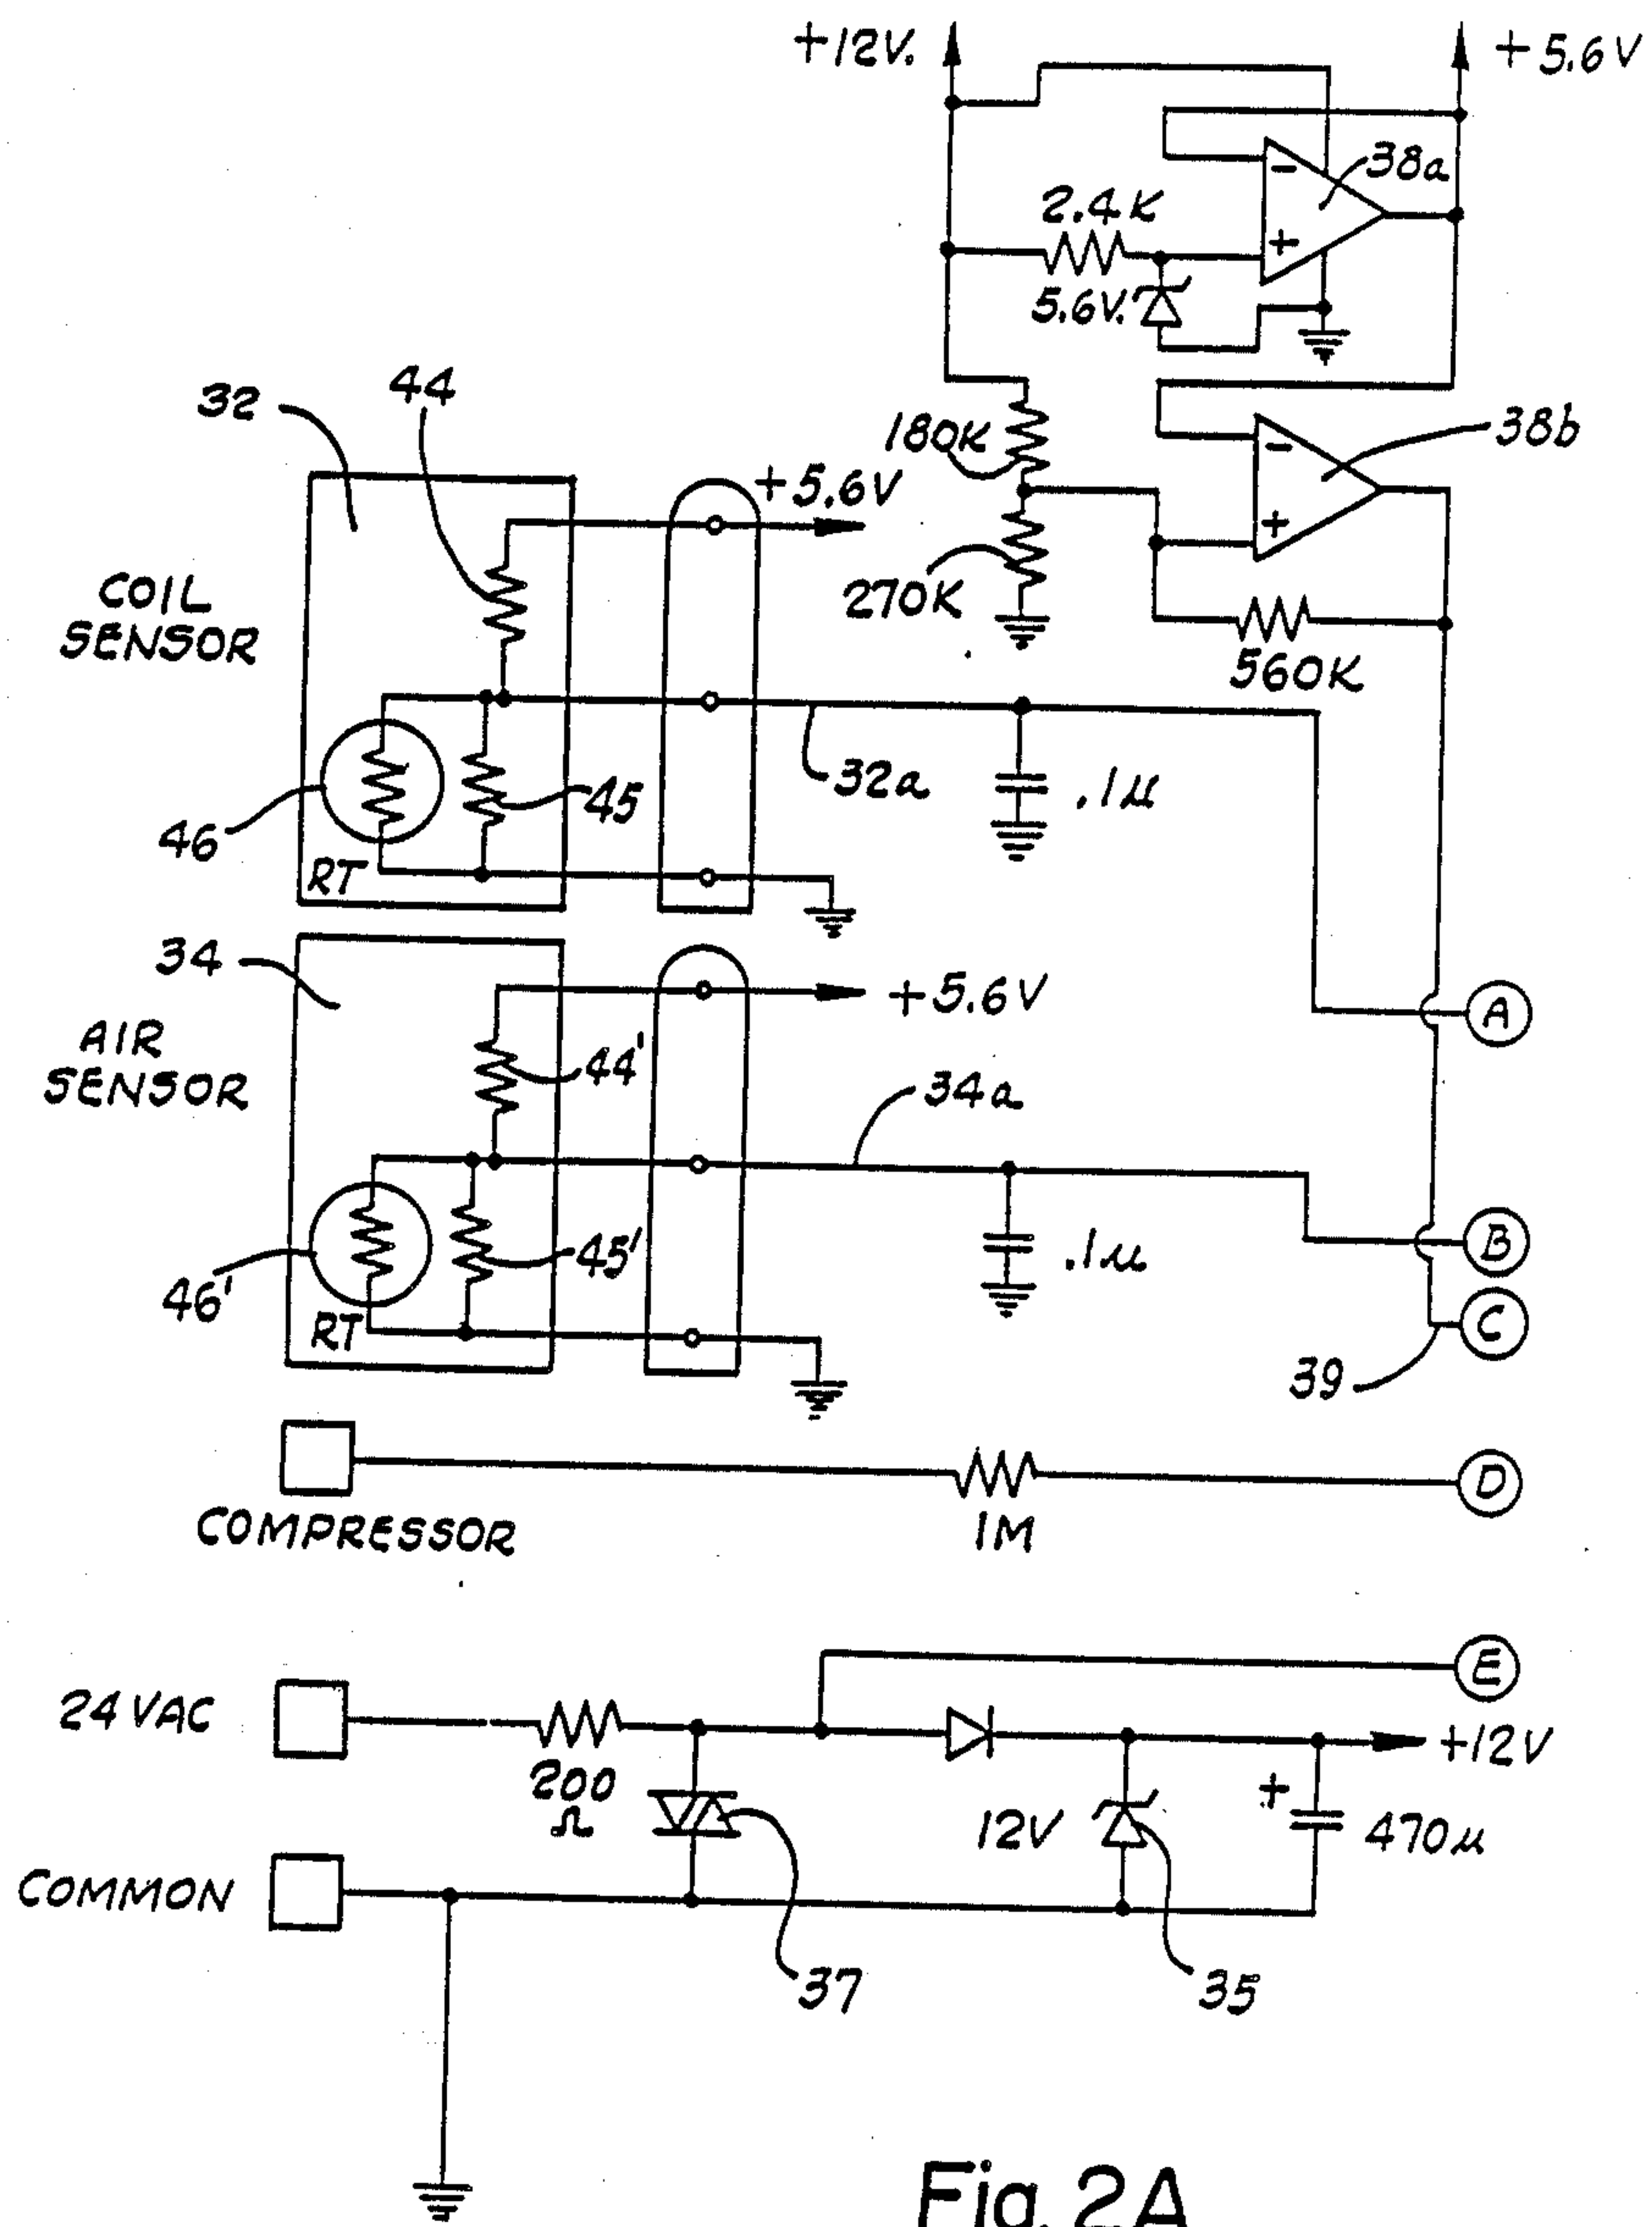 +12V.
+5.6V
38a
2.4K
5.6V.
-
+
44
32
180K
+5.6V
38b
-
+
270K
560K
COIL
SENSOR
32a
.1µ
45
46
RT
34
+5.6V
A
AIR
SENSOR
44'
34a
45'
.1µ
B
46'
RT
C
39
COMPRESSOR
1M
D
E
24 VAC
200
Ω
+12V
12V
+
470µ
COMMON
37
35
Fig. 2A